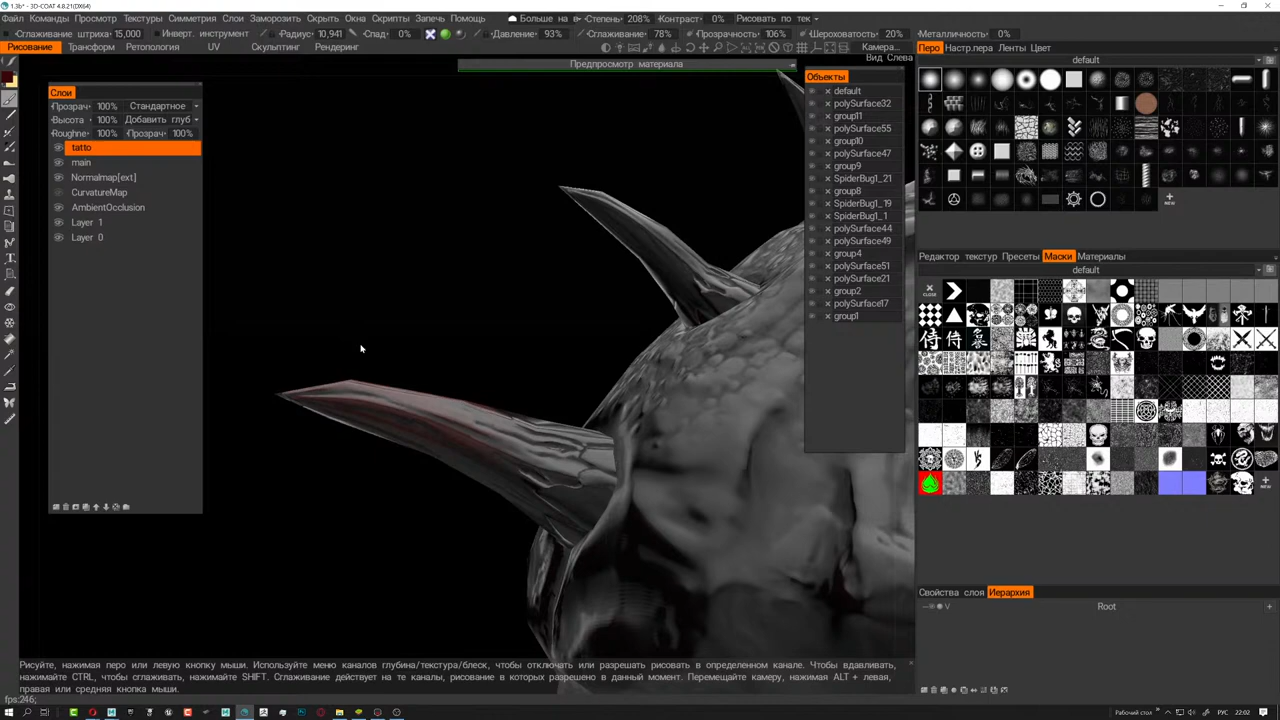 1.3b* - 3D-COAT 4.8.21(DX64)
Файл Команды Просмотр Текстуры Симметрия Слои Заморозить Скрыть Окна Скрипты Запечь Помощь Больше на в Степень: 208% Контраст: 0% Рисовать по тек
Сглаживание штриха: 15,000 Инверт. инструмент Радиус: 10,941 Спад: 0% Давление: 93% Сглаживание: 78% Прозрачность: 106% Шероховатость: 20% Металличность: 0%
Рисование Трансформ Ретопология UV Скульптинг Рендеринг Камера... Перо Настр.пера Ленты Цвет
Вид Слева default
Предпросмотр материала
Объекты
default
polySurface32
group11
polySurface55
group10
polySurface47
group9
SpiderBug1_21
group8
SpiderBug1_19
SpiderBug1_1
polySurface44
polySurface49
group4
polySurface51
polySurface21
group2
polySurface17
group1
Слои
Прозрач: 100% Стандартное
Высота 100% Добавить глуб
Roughne: 100% Прозрач: 100%
tatto
main
Normalmap[ext]
CurvatureMap
AmbientOcclusion
Layer 1
Layer 0
NEW
Редактор текстур Пресеты Маски Материалы
default
CLOSE
NEW
Свойства слоя Иерархия
V Root +
Рисуйте, нажимая перо или левую кнопку мыши. Используйте меню каналов глубина/текстура/блеск, чтобы отключать или разрешать рисовать в определенном канале. Чтобы вдавливать,
нажимайте CTRL, чтобы сглаживать, нажимайте SHIFT. Сглаживание действует на те каналы, рисование в которых разрешено в данный момент. Перемещайте камеру, нажимая ALT + левая,
правая или средняя кнопка мыши.
fps:246;
Рабочий стол РУС 22:02